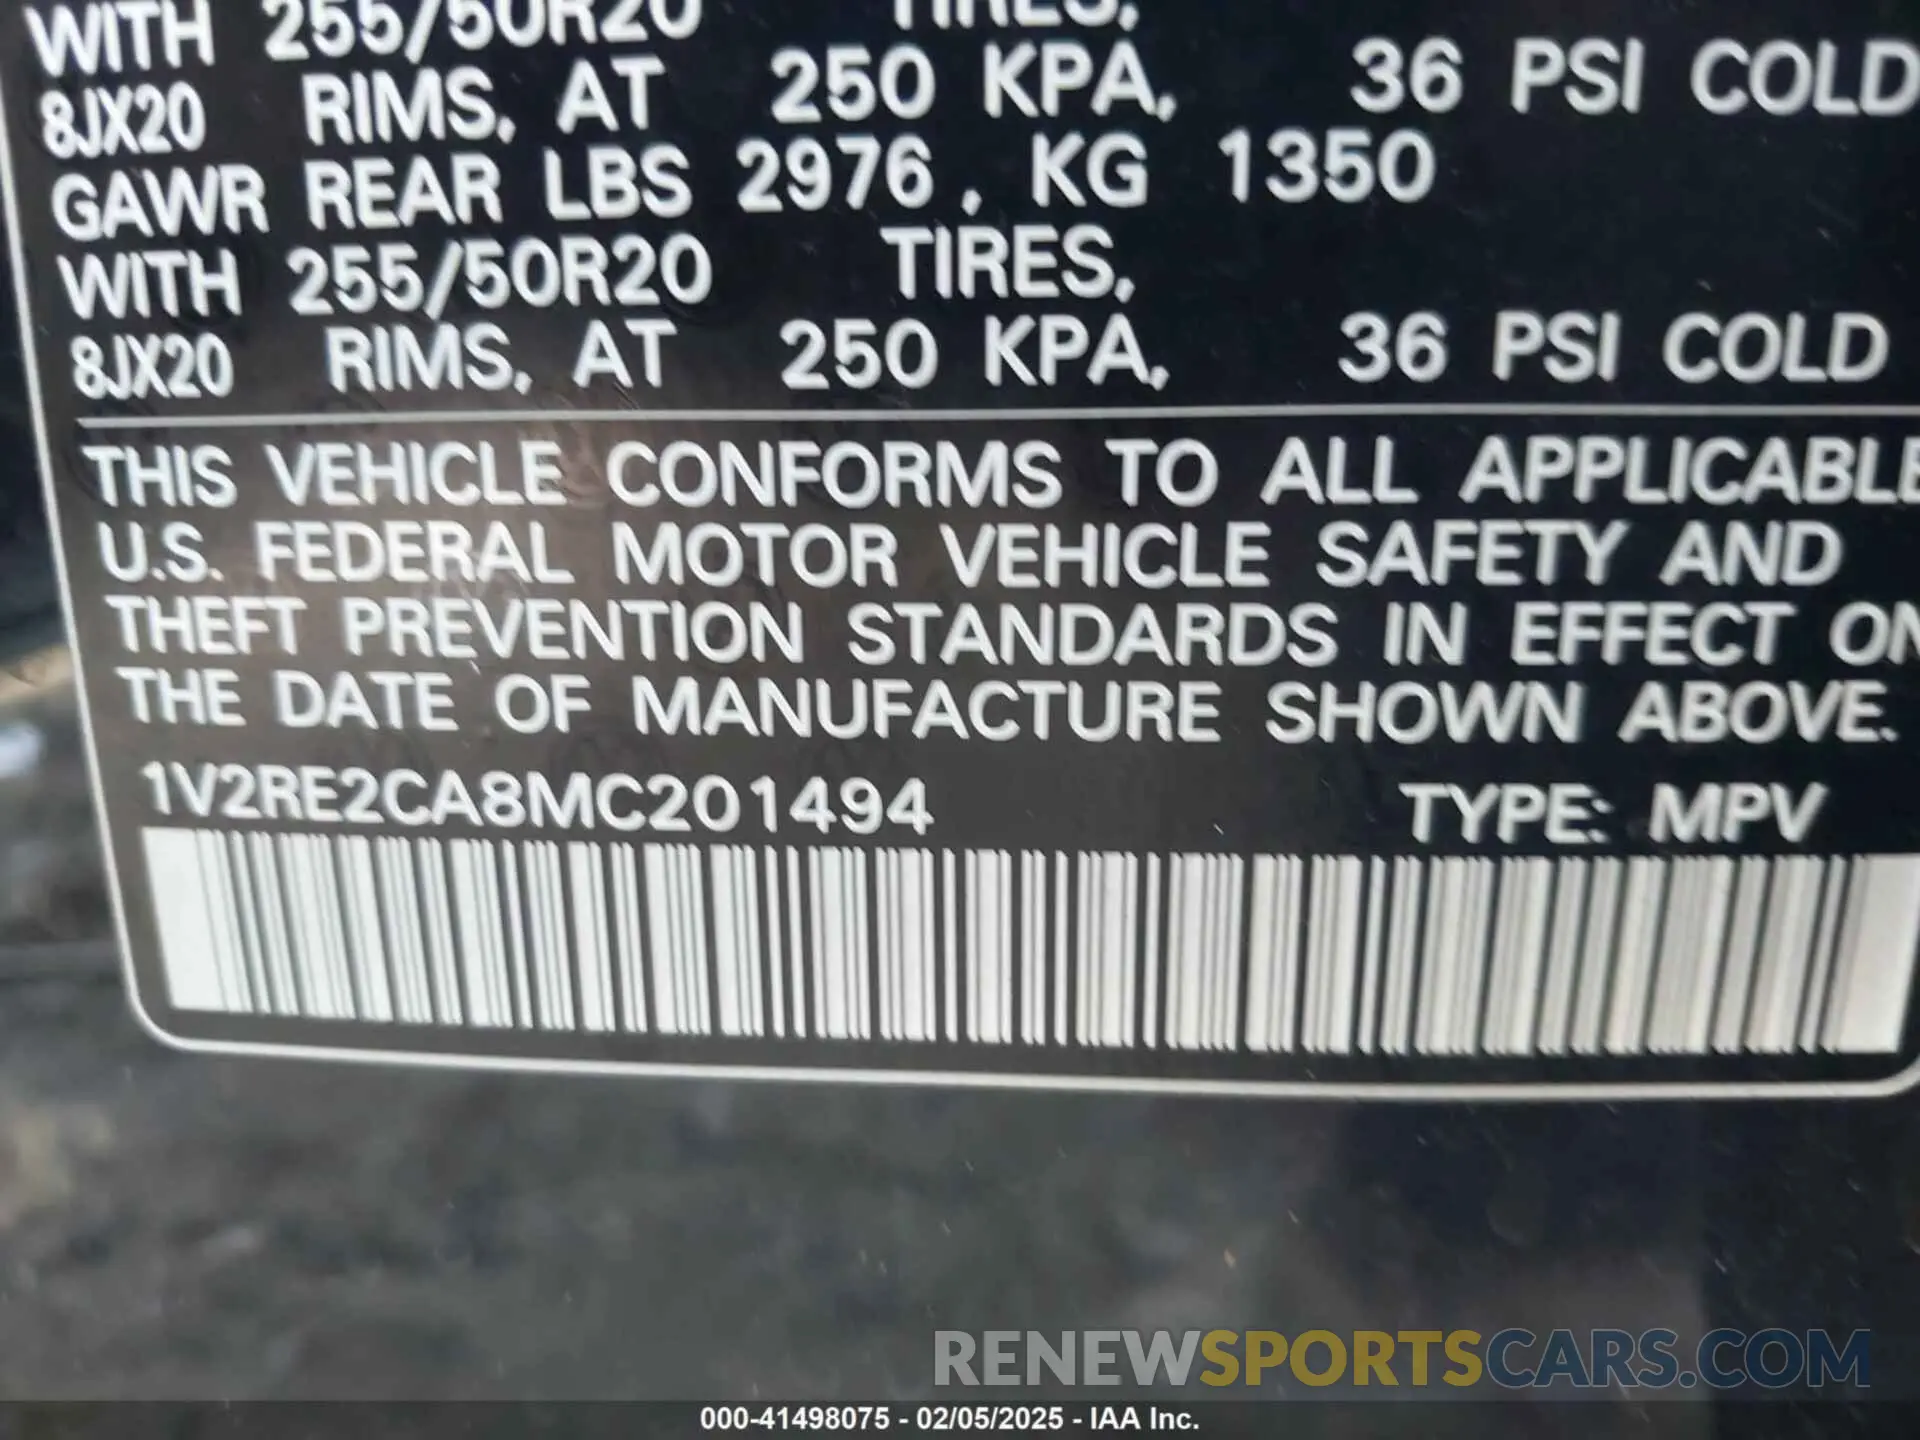 WITH 255/50R20 TIRES,
8JX20 RIMS, AT 250 KPA, 36 PSI COLD
GAWR REAR LBS 2976, KG 1350
WITH 255/50R20 TIRES,
8JX20 RIMS, AT 250 KPA, 36 PSI COLD
THIS VEHICLE CONFORMS TO ALL APPLICABLE
U.S. FEDERAL MOTOR VEHICLE SAFETY AND
THEFT PREVENTION STANDARDS IN EFFECT ON
THE DATE OF MANUFACTURE SHOWN ABOVE.
1V2RE2CA8MC201494 TYPE: MPV
RENEWSPORTSCARS.COM
000-41498075 - 02/05/2025 - IAA Inc.